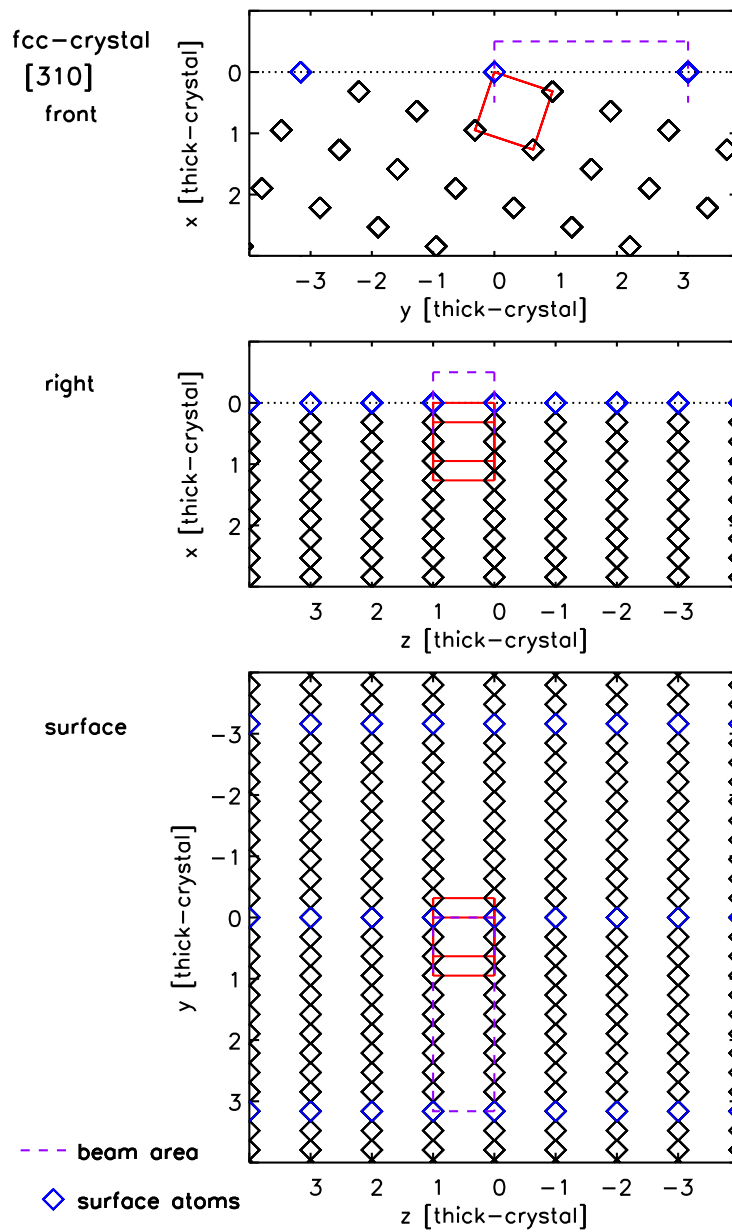 fcc-crystal
[310]
front
x [thick-crystal]
0
1
2
-3 -2 -1 0 1 2 3
y [thick-crystal]
right
x [thick-crystal]
0
1
2
3 2 1 0 -1 -2 -3
z [thick-crystal]
surface
y [thick-crystal]
-3
-2
-1
0
1
2
3
3 2 1 0 -1 -2 -3
z [thick-crystal]
beam area
surface atoms